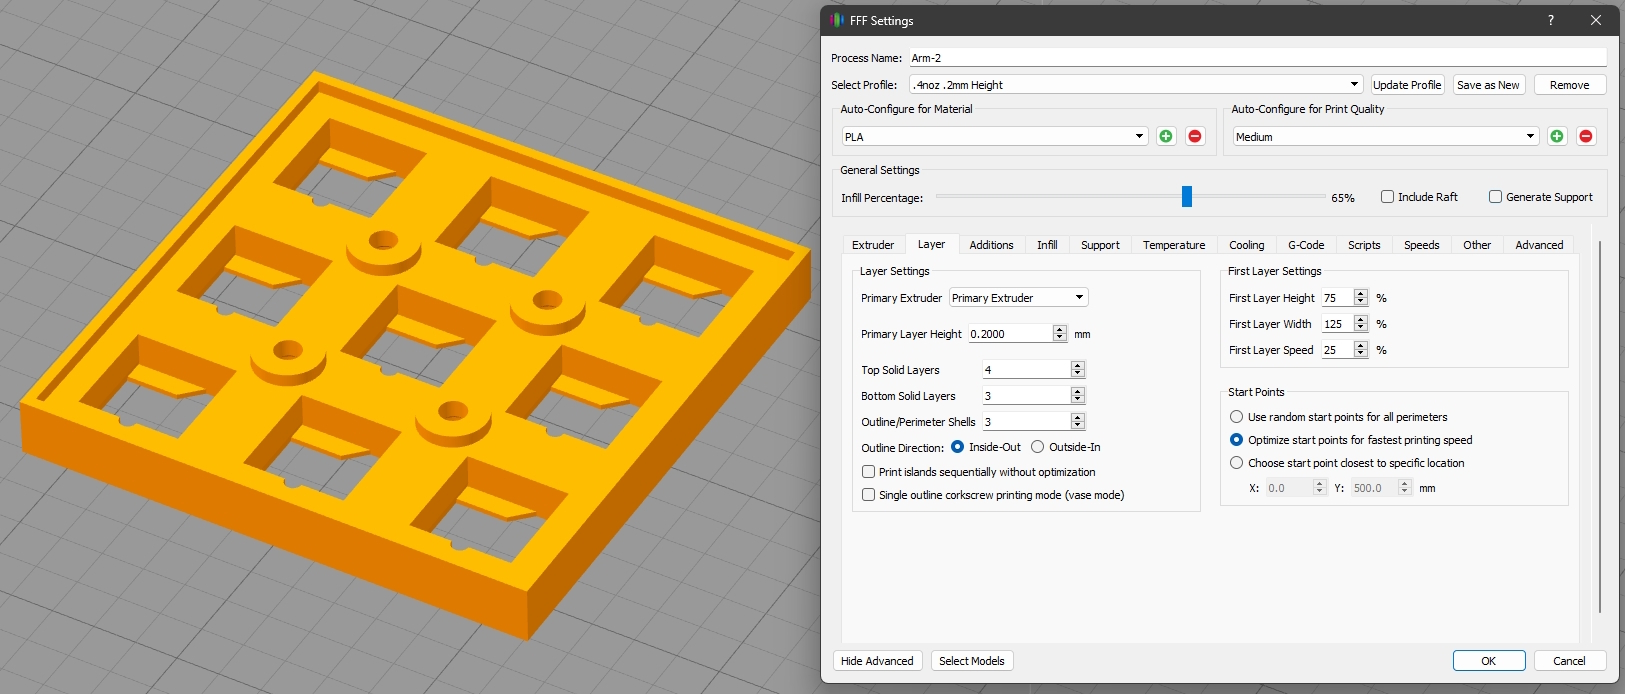 FFF Settings
Process Name: Arm-2
Select Profile: .4noz .2mm Height Update Profile Save as New Remove
Auto-Configure for Material Auto-Configure for Print Quality
PLA Medium
General Settings
Infill Percentage: 65% Include Raft Generate Support
Extruder Layer Additions Infill Support Temperature Cooling G-Code Scripts Speeds Other Advanced
Layer Settings
Primary Extruder Primary Extruder
Primary Layer Height 0.2000 mm
Top Solid Layers 4
Bottom Solid Layers 3
Outline/Perimeter Shells 3
Outline Direction: Inside-Out Outside-In
Print islands sequentially without optimization
Single outline corkscrew printing mode (vase mode)
First Layer Settings
First Layer Height 75 %
First Layer Width 125 %
First Layer Speed 25 %
Start Points
Use random start points for all perimeters
Optimize start points for fastest printing speed
Choose start point closest to specific location
X: 0.0 Y: 500.0 mm
Hide Advanced Select Models OK Cancel